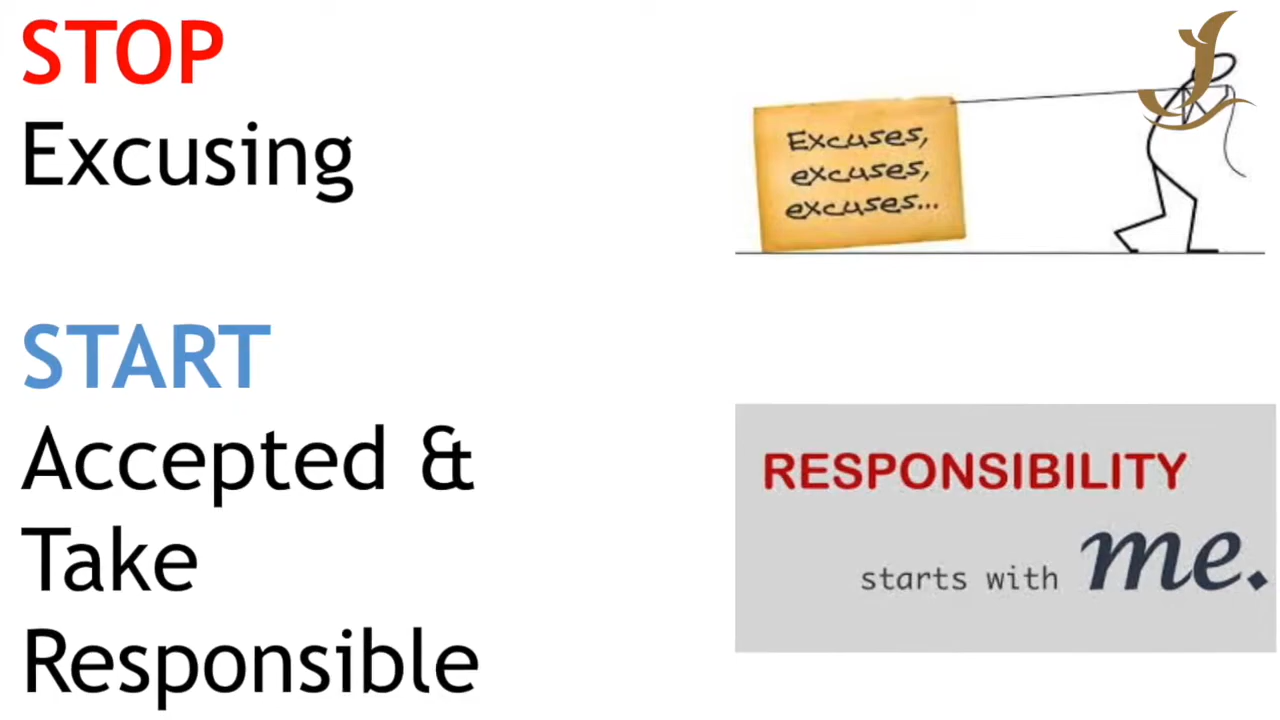 STOP
Excusing
Excuses,
excuses,
excuses...
START
Accepted &
Take
Responsible
RESPONSIBILITY
starts with me.